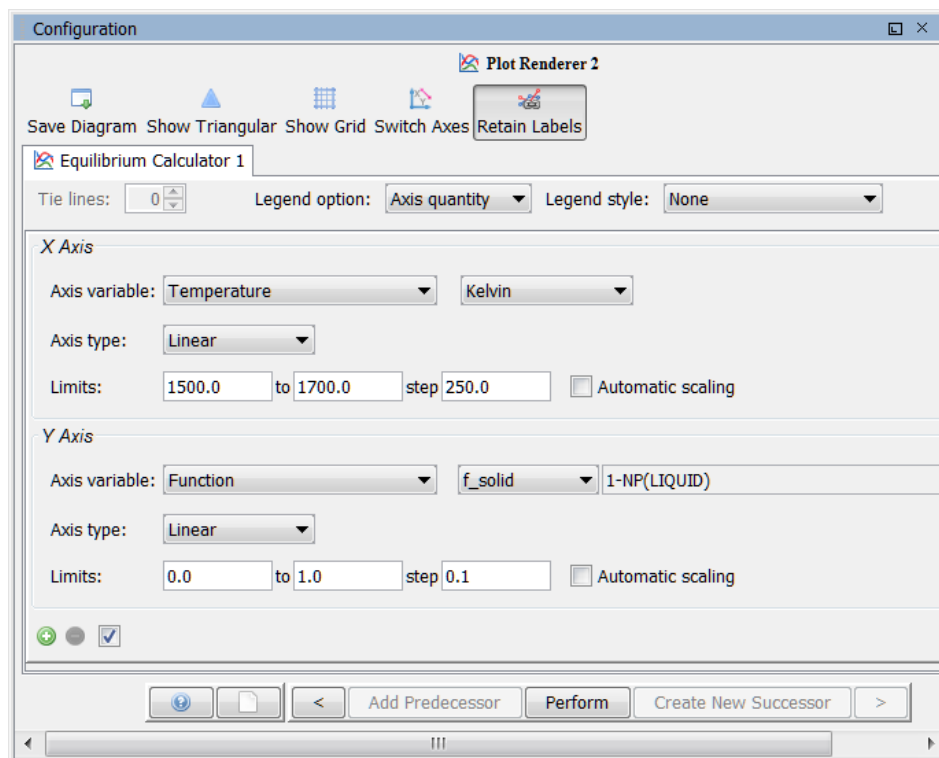 Configuration
Plot Renderer 2
Save Diagram Show Triangular Show Grid Switch Axes Retain Labels
Equilibrium Calculator 1
Tie lines: 0 Legend option: Axis quantity Legend style: None
X Axis
Axis variable: Temperature Kelvin
Axis type: Linear
Limits: 1500.0 to 1700.0 step 250.0 Automatic scaling
Y Axis
Axis variable: Function f_solid 1-NP(LIQUID)
Axis type: Linear
Limits: 0.0 to 1.0 step 0.1 Automatic scaling
< Add Predecessor Perform Create New Successor >